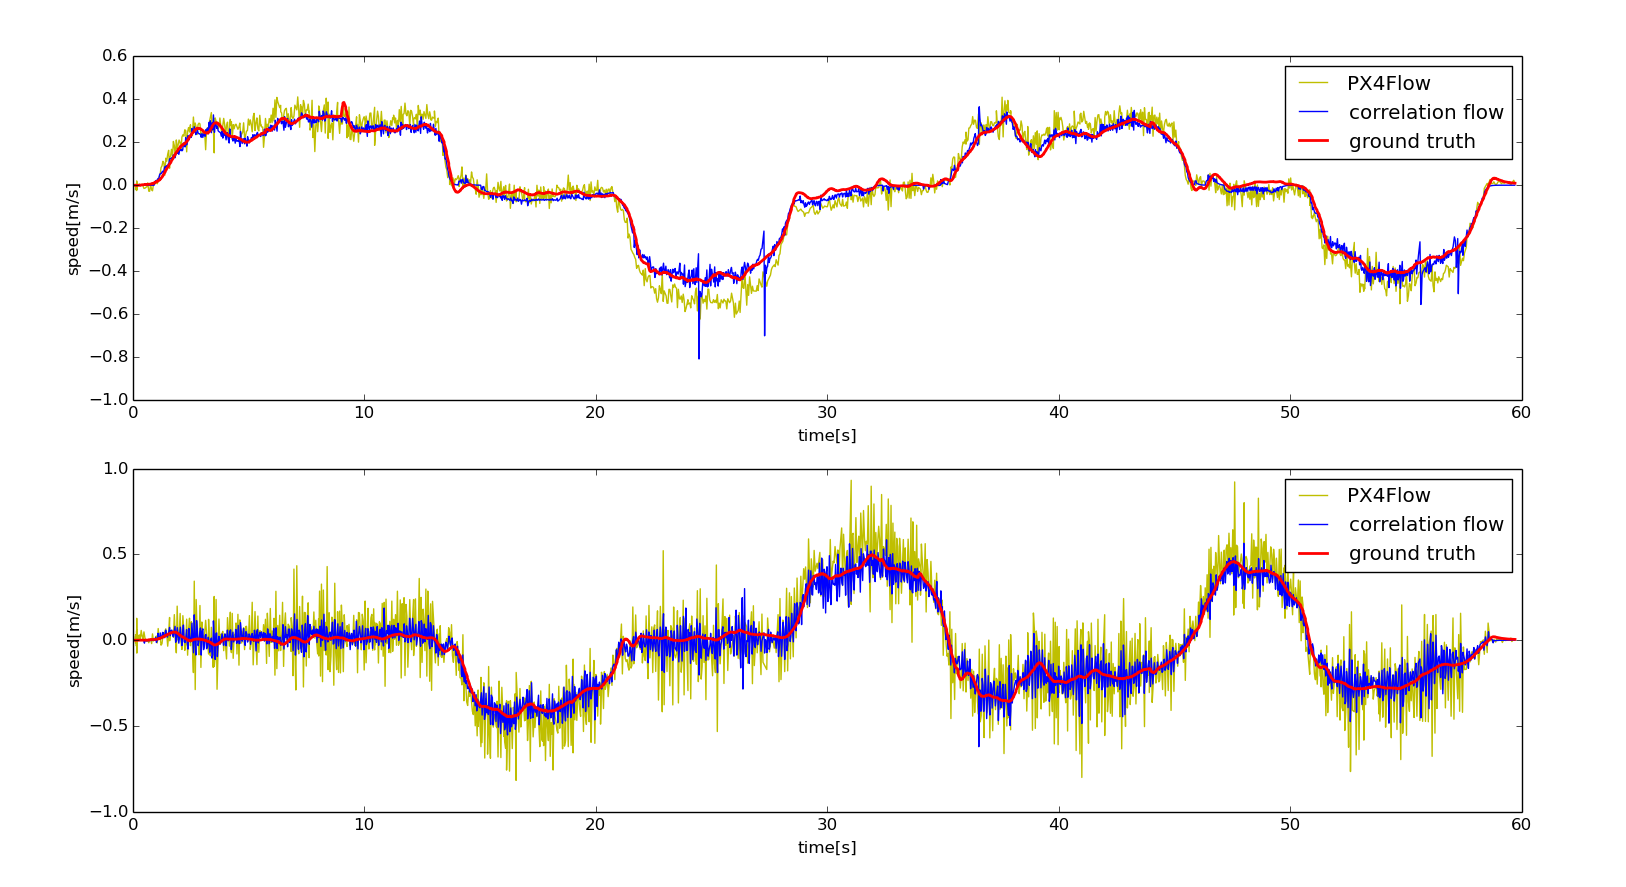 0.6
0.4
0.2
0.0
−0.2
−0.4
−0.6
−0.8
−1.0
speed[m/s]
PX4Flow
correlation flow
ground truth
0 10 20 30 40 50 60
time[s]
1.0
0.5
0.0
−0.5
−1.0
speed[m/s]
PX4Flow
correlation flow
ground truth
0 10 20 30 40 50 60
time[s]